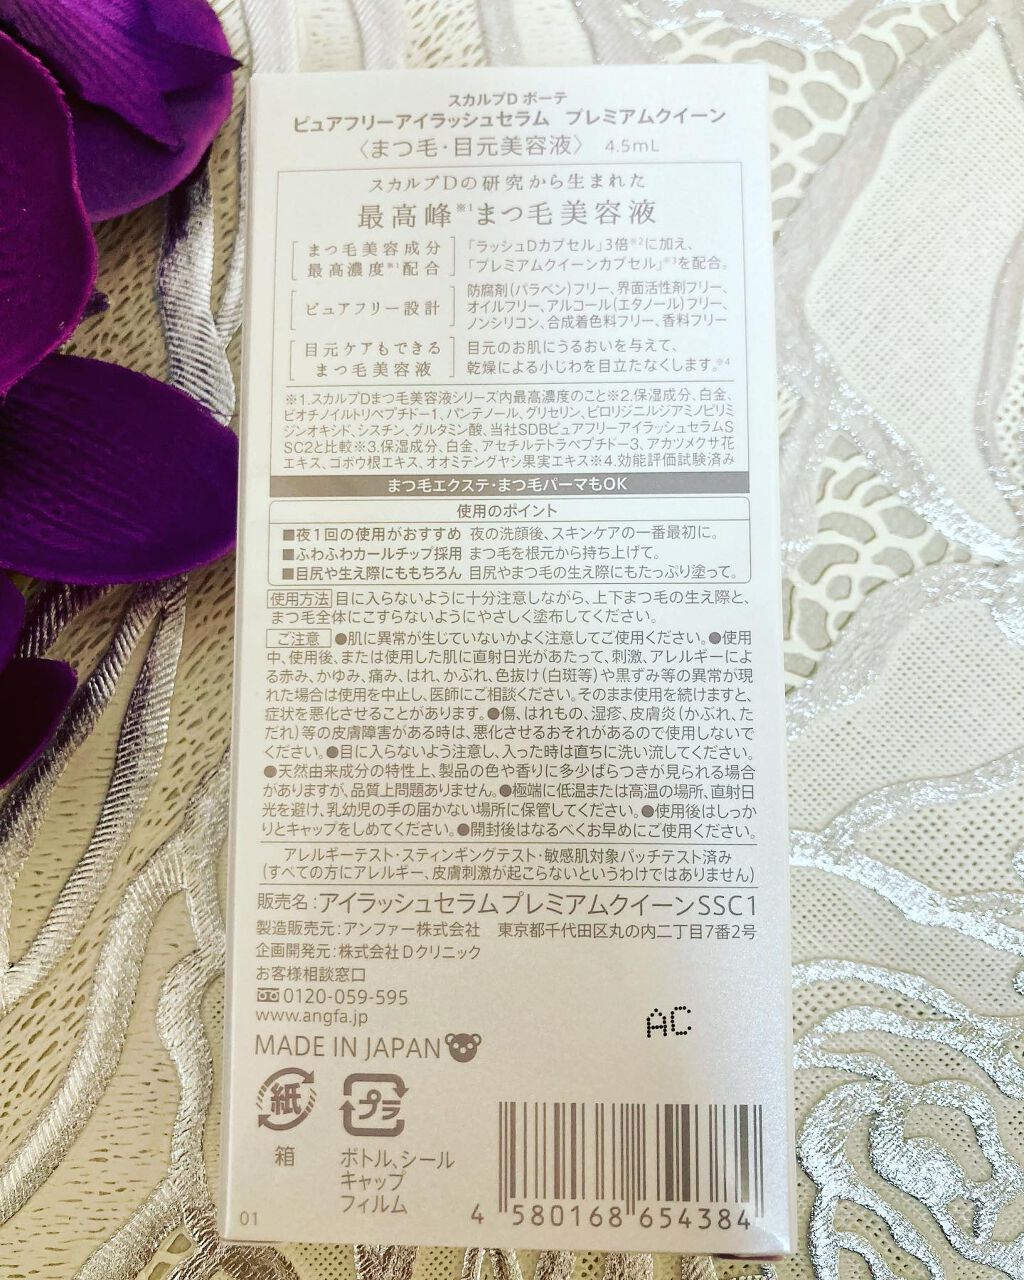 スカルプD ボーテ
ピュアフリーアイラッシュセラム プレミアムクイーン
〈まつ毛・目元美容液〉 4.5mL
スカルプDの研究から生まれた
最高峰※1まつ毛美容液
まつ毛美容成分
最高濃度※1配合
「ラッシュDカプセル」3倍※2に加え、
「プレミアムクイーンカプセル」※3を配合。
ピュアフリー設計
防腐剤(パラベン)フリー、界面活性剤フリー、
オイルフリー、アルコール(エタノール)フリー、
ノンシリコン、合成着色料フリー、香料フリー
目元ケアもできる
まつ毛美容液
目元のお肌にうるおいを与えて、
乾燥による小じわを目立たなくします。※4
※1.スカルプDまつ毛美容液シリーズ内最高濃度のこと※2.保湿成分、白金、
ビオチノイルトリペプチド-1、パンテノール、グリセリン、ピロリジニルジアミノピリミ
ジンオキシド、シスチン、グルタミン酸、当社SDBピュアフリーアイラッシュセラムS
SC2と比較※3.保湿成分、白金、アセチルテトラペプチド-3、アカツメクサ花
エキス、ゴボウ根エキス、オオミテングヤシ果実エキス※4.効能評価試験済み
まつ毛エクステ・まつ毛パーマもOK
使用のポイント
■夜1回の使用がおすすめ 夜の洗顔後、スキンケアの一番最初に。
■ふわふわカールチップ採用 まつ毛を根元から持ち上げて。
■目尻や生え際にももちろん 目尻やまつ毛の生え際にもたっぷり塗って。
使用方法 目に入らないように十分注意しながら、上下まつ毛の生え際と、
まつ毛全体にこすらないようにやさしく塗布してください。
ご注意 ●肌に異常が生じていないかよく注意してご使用ください。●使用
中、使用後、または使用した肌に直射日光があたって、刺激、アレルギーによ
る赤み、かゆみ、痛み、はれ、かぶれ、色抜け(白斑等)や黒ずみ等の異常が現
れた場合は使用を中止し、医師にご相談ください。そのまま使用を続けますと、
症状を悪化させることがあります。●傷、はれもの、湿疹、皮膚炎(かぶれ、た
だれ)等の皮膚障害がある時は、悪化させるおそれがあるので使用しないで
ください。●目に入らないよう注意し、入った時は直ちに洗い流してください。
●天然由来成分の特性上、製品の色や香りに多少ばらつきが見られる場合
がありますが、品質上問題ありません。●極端に低温または高温の場所、直射日
光を避け、乳幼児の手の届かない場所に保管してください。●使用後はしっか
りとキャップをしめてください。●開封後はなるべくお早めにご使用ください。
アレルギーテスト・スティンギングテスト・敏感肌対象パッチテスト済み
(すべての方にアレルギー、皮膚刺激が起こらないというわけではありません)
販売名:アイラッシュセラムプレミアムクイーンSSC1
製造販売元:アンファー株式会社 東京都千代田区丸の内二丁目7番2号
企画開発元:株式会社Dクリニック
お客様相談窓口
0120-059-595
www.angfa.jp
AC
MADE IN JAPAN
紙
プラ
箱
ボトル、シール
キャップ
フィルム
01
4 580168 654384